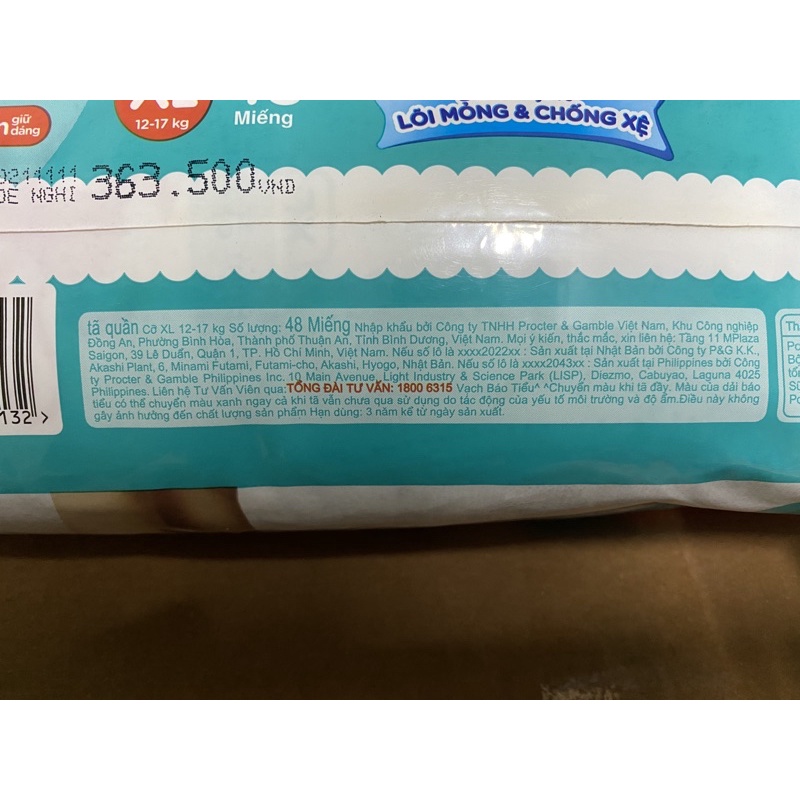 giữ
dáng
12-17 kg
Miếng
LÕI MỎNG & CHỐNG XỆ
NGHI 363.500VND
tã quần cỡ XL 12-17 kg Số lượng: 48 Miếng Nhập khẩu bởi Công ty TNHH Procter & Gamble Việt Nam, Khu Công nghiệp
Đồng An, Phường Bình Hòa, Thành phố Thuận An, Tỉnh Bình Dương, Việt Nam. Mọi ý kiến, thắc mắc, xin liên hệ: Tầng 11 MPlaza
Saigon, 39 Lê Duẩn, Quận 1, TP. Hồ Chí Minh, Việt Nam. Nếu số lô là xxxx2022xx : Sản xuất tại Nhật Bản bởi Công ty P&G K.K.,
Akashi Plant, 6, Minami Futami, Futami-cho, Akashi, Hyogo, Nhật Bản. Nếu số lô là xxxx2043xx : Sản xuất tại Philippines bởi Công
ty Procter & Gamble Philippines Inc. 10 Main Avenue, Light Industry & Science Park (LISP), Diezmo, Cabuyao, Laguna 4025
Philippines. Liên hệ Tư Vấn Viên qua:TỔNG ĐÀI TƯ VẤN: 1800 6315 Vạch Báo Tiểu^ ^Chuyển màu khi tã đầy. Màu của dải báo
tiểu có thể chuyển màu xanh ngay cả khi tã vẫn chưa qua sử dụng do tác động của yếu tố môi trường và độ ẩm.Điều này không
gây ảnh hưởng đến chất lượng sản phẩm Hạn dùng: 3 năm kể từ ngày sản xuất.
132 >